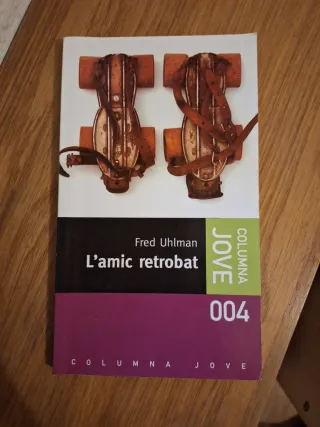 Fred Uhlman
L'amic retrobat
COLUMNA
JOVE
004
COLUMNA JOVE